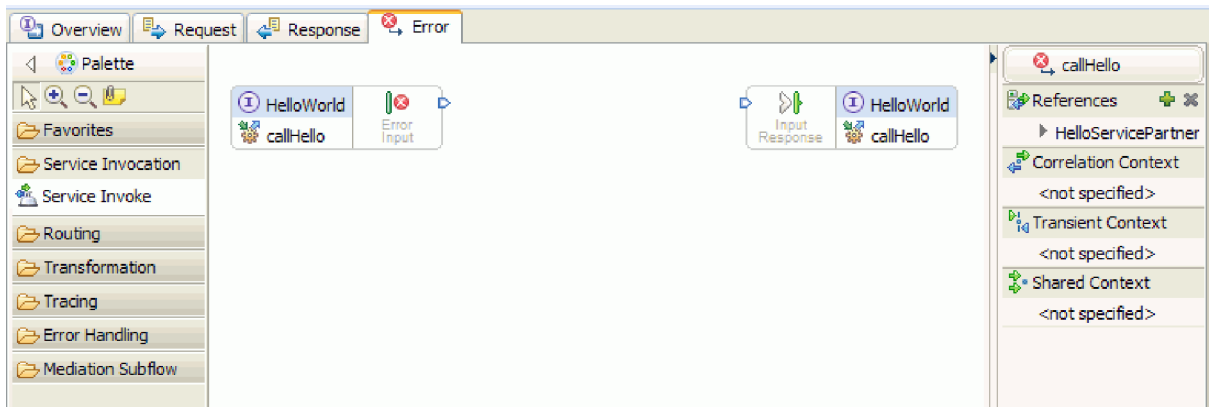 Overview Request Response Error
Palette
Favorites
Service Invocation
Service Invoke
Routing
Transformation
Tracing
Error Handling
Mediation Subflow
HelloWorld
callHello
Error
Input
Input
Response
HelloWorld
callHello
callHello
References
HelloServicePartner
Correlation Context
<not specified>
Transient Context
<not specified>
Shared Context
<not specified>